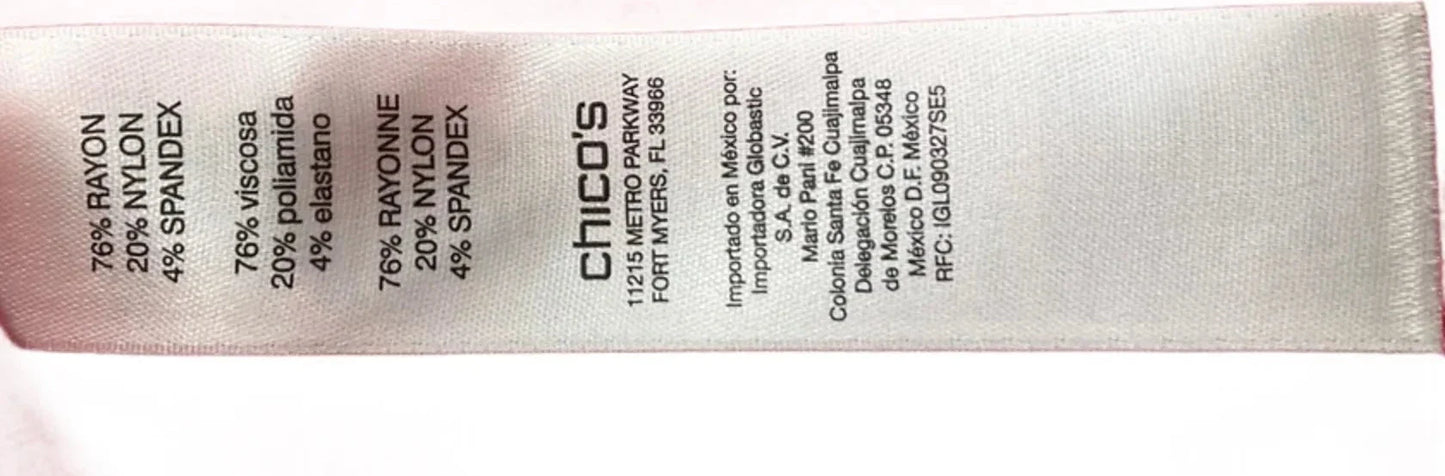 76% RAYON
20% NYLON
4% SPANDEX
76% viscosa
20% poliamida
4% elastano
76% RAYONNE
20% NYLON
4% SPANDEX
chico's
11215 METRO PARKWAY
FORT MYERS, FL 33966
Importado en México por:
Importadora Globastic
S.A. de C.V.
Mario Pani #200
Colonia Santa Fe Cuajimalpa
Delegación Cuajimalpa
de Morelos C.P. 05348
México D.F. México
RFC: IGL090327SE5